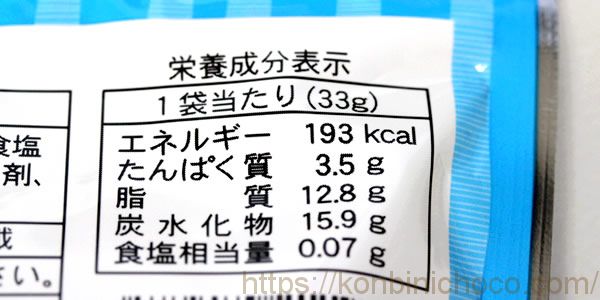 栄養成分表示
1袋当たり(33g)
エネルギー 193 kcal
たんぱく質 3.5 g
脂質 12.8 g
炭水化物 15.9 g
食塩相当量 0.07 g
食塩
剤、
さい。
https://konbinichoco.com/